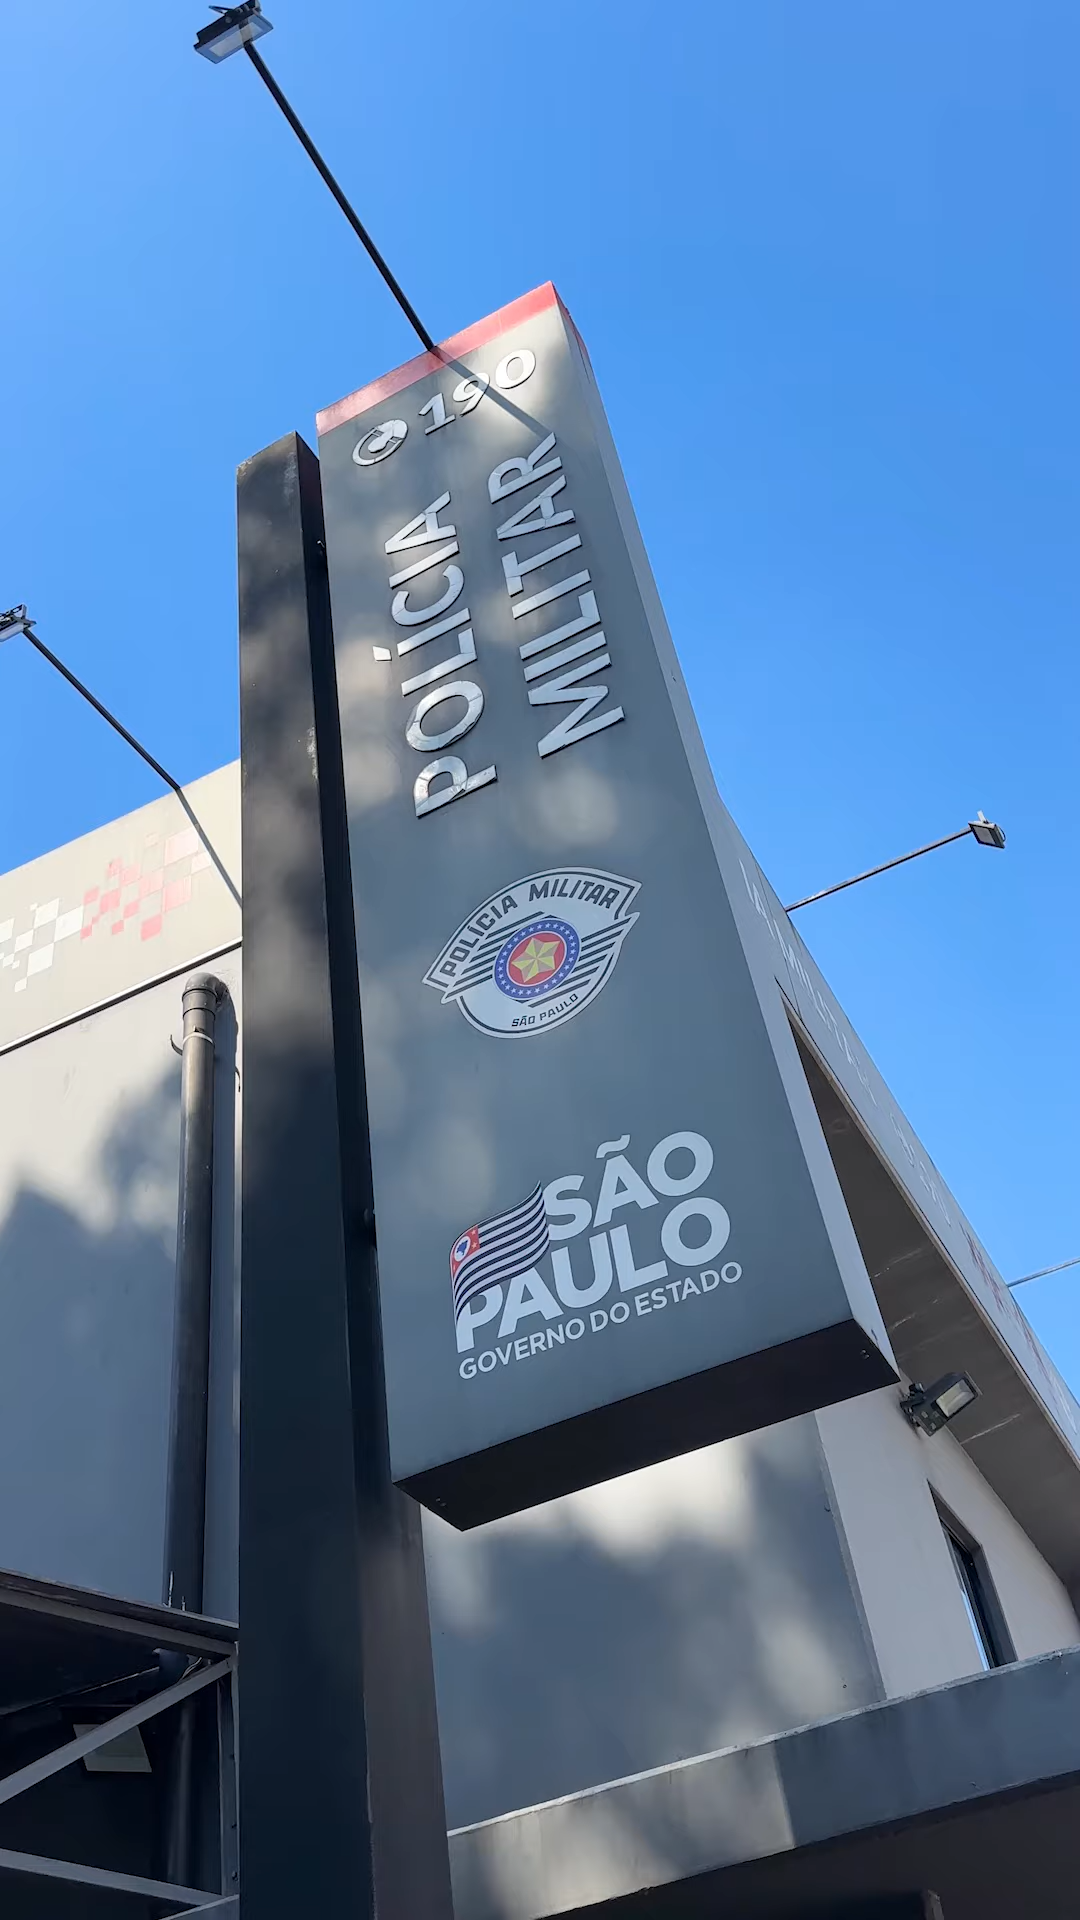 190
POLÍCIA
MILITAR
POLÍCIA MILITAR
SÃO PAULO
SÃO
PAULO
GOVERNO DO ESTADO